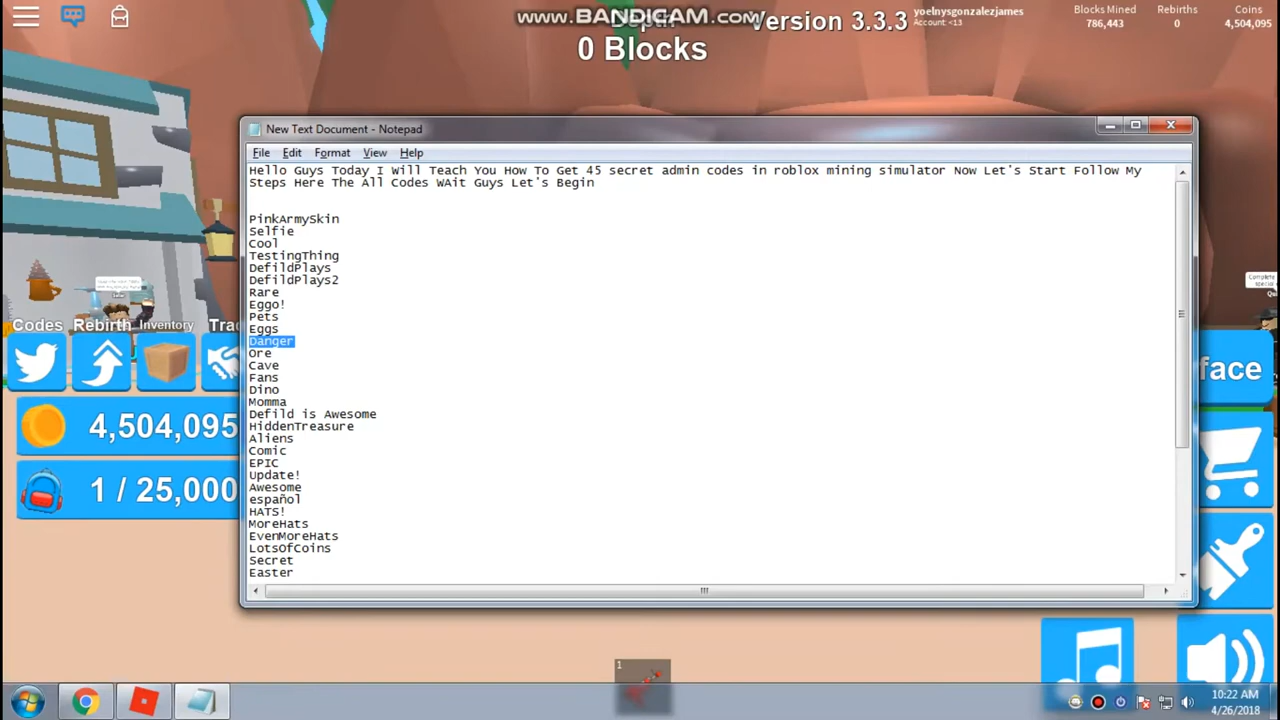 www.BANDICAM.com
Depth
0 Blocks
Version 3.3.3
yoelnysgonzalezjames
Account: <13
Blocks Mined
786,443
Rebirths
0
Coins
4,504,095
New Text Document - Notepad
File Edit Format View Help
Hello Guys Today I Will Teach You How To Get 45 secret admin codes in roblox mining simulator Now Let's Start Follow My
Steps Here The All Codes WAit Guys Let's Begin
PinkArmySkin
Selfie
Cool
TestingThing
DefildPlays
DefildPlays2
Rare
Eggo!
Pets
Eggs
Danger
Ore
Cave
Fans
Dino
Momma
Defild is Awesome
HiddenTreasure
Aliens
Comic
EPIC
Update!
Awesome
español
HATS!
MoreHats
EvenMoreHats
LotsOfCoins
Secret
Easter
Codes Rebirth Inventory Tra
4,504,095
1 / 25,000
face
Complete
special
1
10:22 AM
4/26/2018